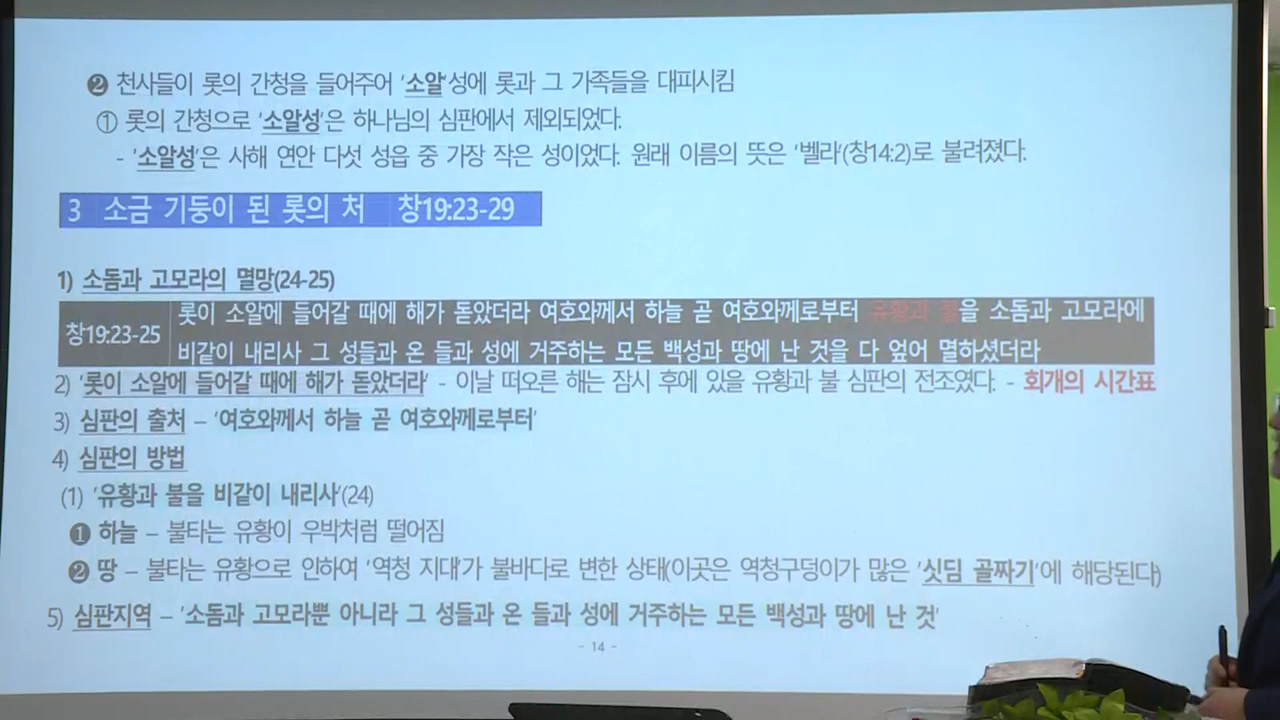 ❷ 천사들이 롯의 간청을 들어주어 '소알'성에 롯과 그 가족들을 대피시킴
① 롯의 간청으로 '소알성'은 하나님의 심판에서 제외되었다.
- '소알성'은 사해 연안 다섯 성읍 중 가장 작은 성이었다. 원래 이름의 뜻은 '벨라'(창14:2)로 불려졌다.
3 소금 기둥이 된 롯의 처 창19:23-29
1) 소돔과 고모라의 멸망(24-25)
창19:23-25 롯이 소알에 들어갈 때에 해가 돋았더라 여호와께서 하늘 곧 여호와께로부터 유황과 불을 소돔과 고모라에
비같이 내리사 그 성들과 온 들과 성에 거주하는 모든 백성과 땅에 난 것을 다 엎어 멸하셨더라
2) '롯이 소알에 들어갈 때에 해가 돋았더라' - 이날 떠오른 해는 잠시 후에 있을 유황과 불 심판의 전조였다. - 회개의 시간표
3) 심판의 출처 – '여호와께서 하늘 곧 여호와께로부터'
4) 심판의 방법
(1) '유황과 불을 비같이 내리사'(24)
❶ 하늘 – 불타는 유황이 우박처럼 떨어짐
❷ 땅 – 불타는 유황으로 인하여 '역청 지대'가 불바다로 변한 상태(이곳은 역청구덩이가 많은 '싯딤 골짜기'에 해당된다)
5) 심판지역 – '소돔과 고모라뿐 아니라 그 성들과 온 들과 성에 거주하는 모든 백성과 땅에 난 것'
- 14 -